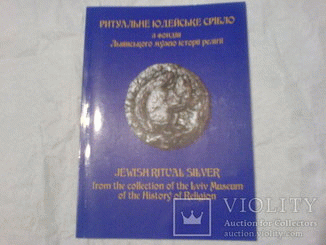 РИТУАЛЬНЕ ЮДЕЙСЬКЕ СРІБЛО
з фондів
Львівського музею історії релігії
JEWISH RITUAL SILVER
from the collection of the Lviv Museum
of the History of Religion
VIOLITY
AUCTION